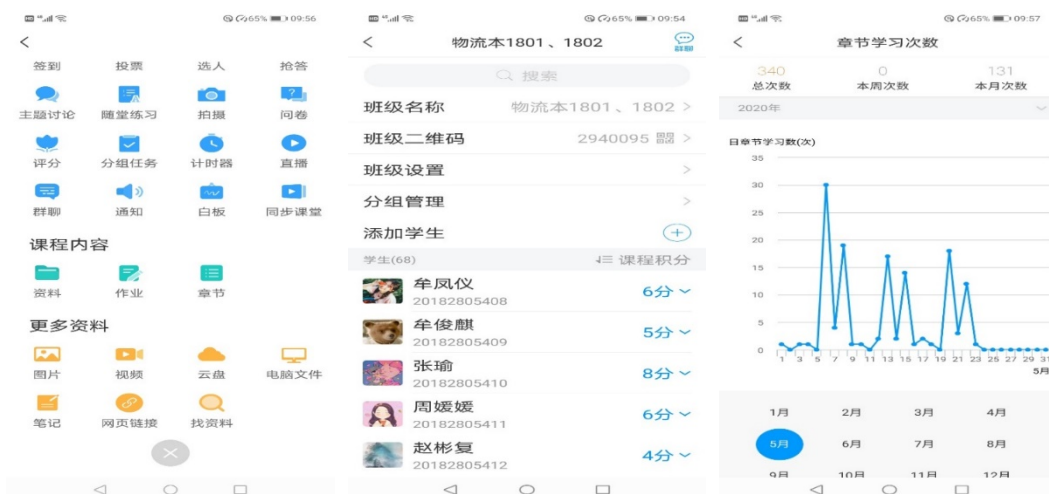 65% 09:56
签到 投票 选人 抢答
主题讨论 随堂练习 拍摄 问卷
评分 分组任务 计时器 直播
群聊 通知 白板 同步课堂
课程内容
资料 作业 章节
更多资料
图片 视频 云盘 电脑文件
笔记 网页链接 找资料
65% 09:54
物流本1801、1802
群聊
搜索
班级名称 物流本1801、1802 >
班级二维码 2940095 >
班级设置 >
分组管理 >
添加学生
学生(68) 课程积分
牟凤仪 6分
20182805408
牟俊麒 5分
20182805409
张瑜 8分
20182805410
周媛媛 6分
20182805411
赵彬复 4分
20182805412
65% 09:57
章节学习次数
340 0 131
总次数 本周次数 本月次数
2020年
日章节学习数(次)
35
30
25
20
15
10
5
0
1 3 5 7 9 11 13 15 17 19 21 23 25 27 29 31
5月
1月 2月 3月 4月
5月 6月 7月 8月
9月 10月 11月 12月